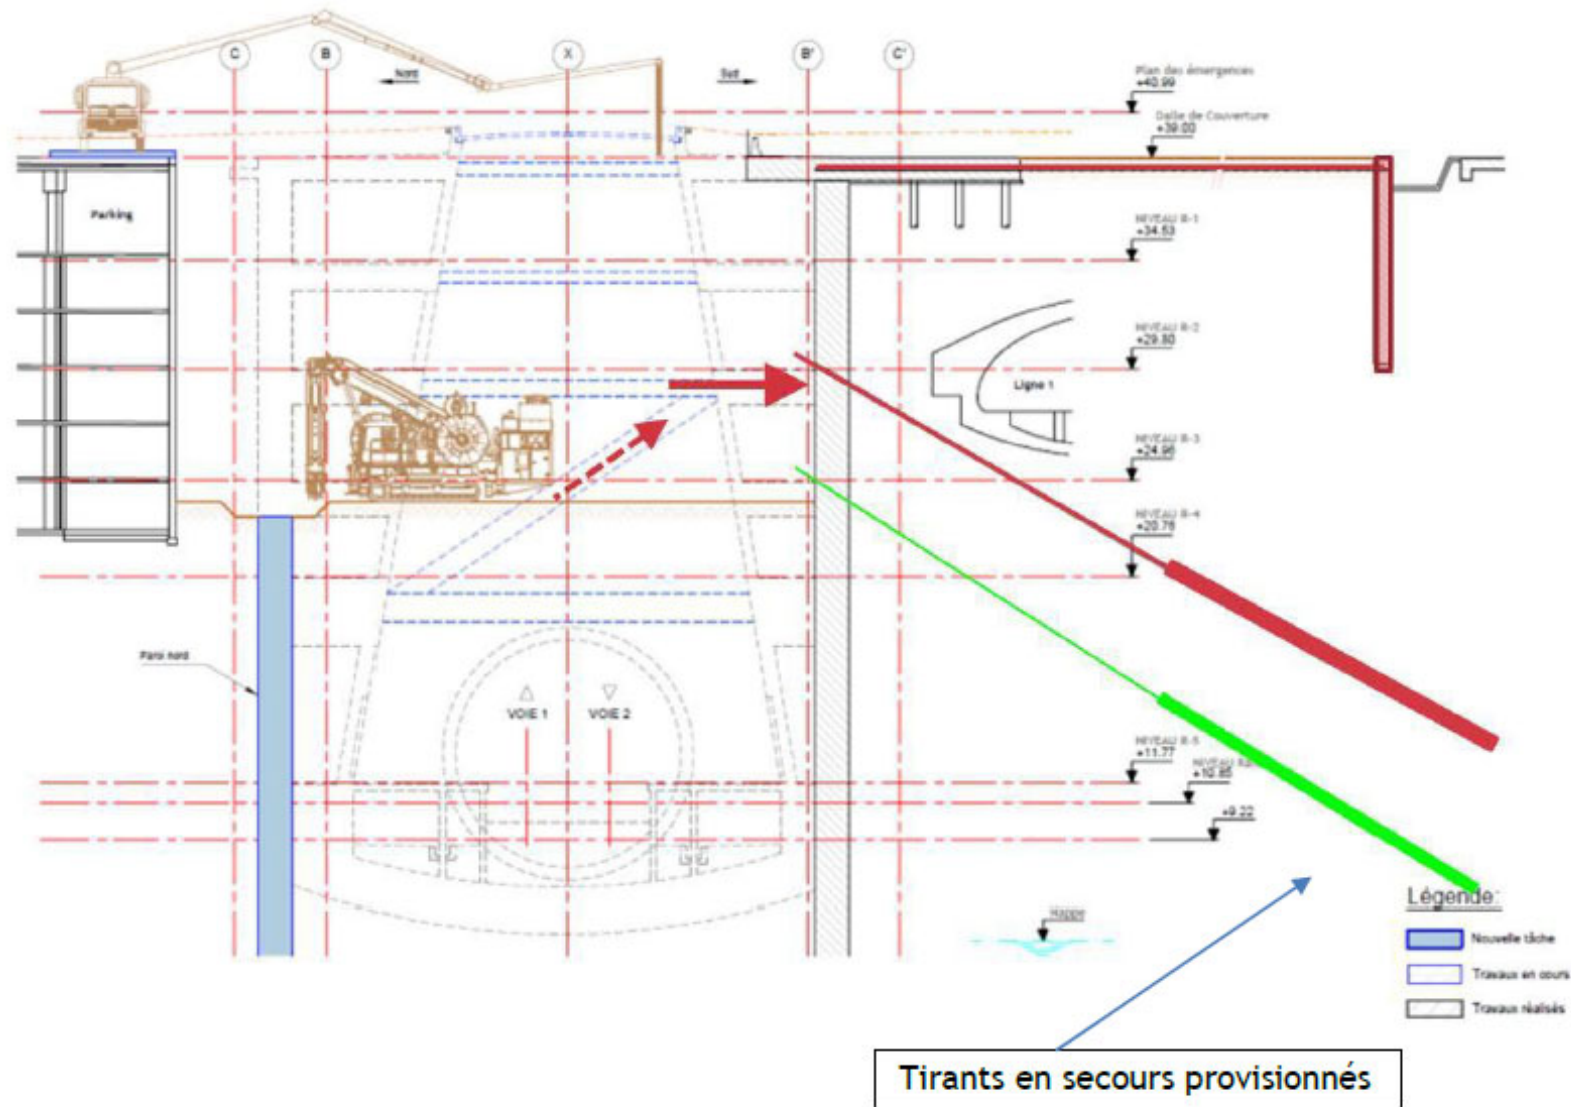 C
B
X
B'
C'
Nord
Sud
Plan des émergences
+40.99
Dalle de Couverture
+39.00
Parking
NIVEAU R-1
+34.53
NIVEAU R-2
+29.80
Ligne 1
NIVEAU R-3
+24.96
NIVEAU R-4
+20.76
Paroi nord
VOIE 1
VOIE 2
NIVEAU R-5
+11.77
NIVEAU
+10.85
+9.22
Nappe
Légende:
Nouvelle tâche
Travaux en cours
Travaux réalisés
Tirants en secours provisionnés